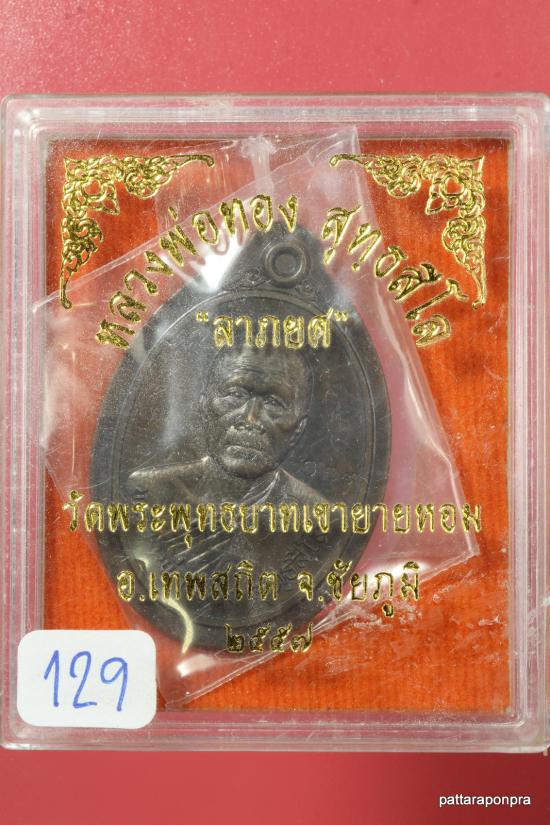 หลวงพ่อทอง สุทธสีโล
"ลาภยศ"
วัดพระพุทธบาทเขายายหอม
อ.เทพสถิต จ.ชัยภูมิ
๒๕๕๗
129
pattaraponpra